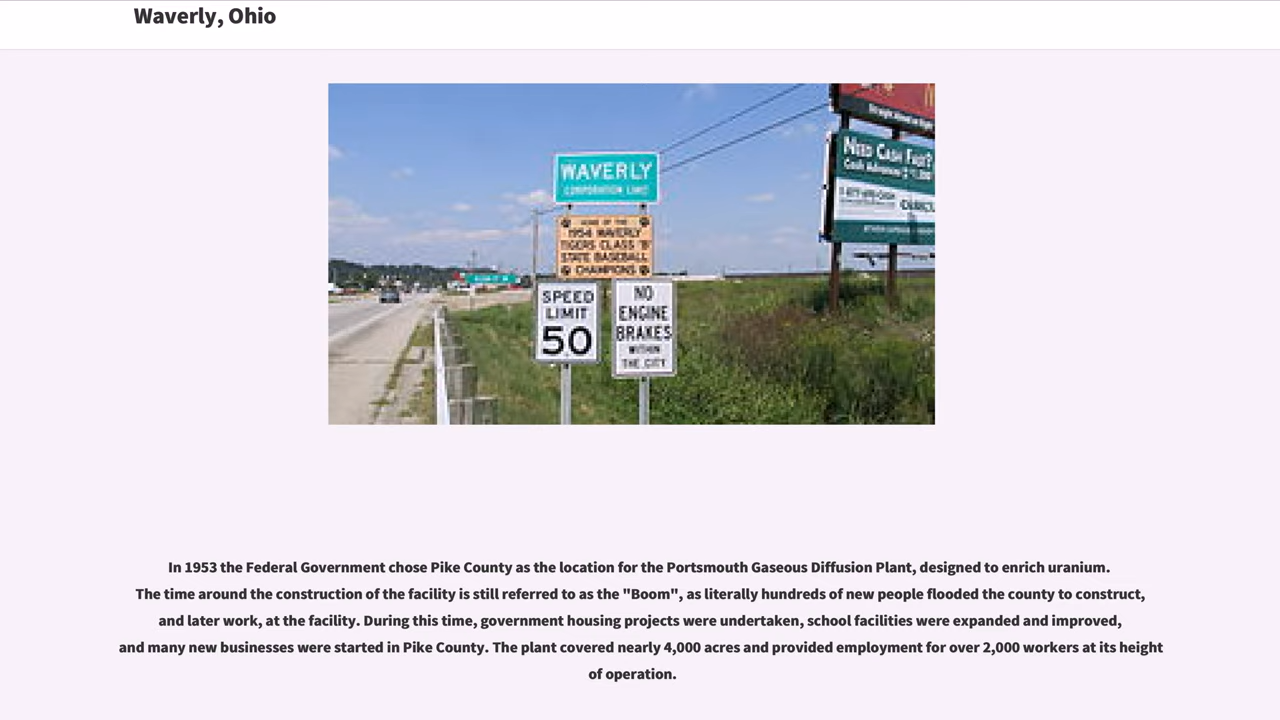 Waverly, Ohio
WAVERLY
CORPORATION LIMIT
HOME OF THE
1954 WAVERLY
TIGERS CLASS 'B'
STATE BASEBALL
CHAMPIONS
SPEED
LIMIT
50
NO
ENGINE
BRAKES
WITHIN
THE CITY
NEED CASH FAST?
Cash Advances
In 1953 the Federal Government chose Pike County as the location for the Portsmouth Gaseous Diffusion Plant, designed to enrich uranium.
The time around the construction of the facility is still referred to as the "Boom", as literally hundreds of new people flooded the county to construct,
and later work, at the facility. During this time, government housing projects were undertaken, school facilities were expanded and improved,
and many new businesses were started in Pike County. The plant covered nearly 4,000 acres and provided employment for over 2,000 workers at its height
of operation.